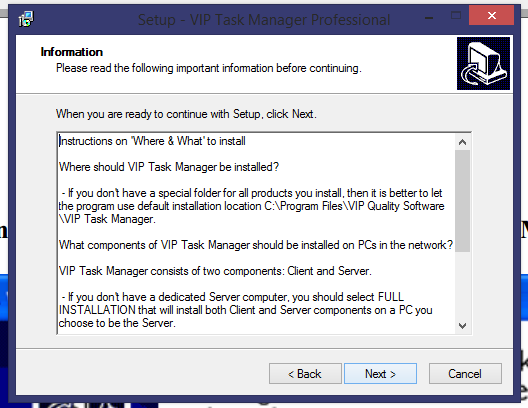 Setup - VIP Task Manager Professional
Information
Please read the following important information before continuing.
When you are ready to continue with Setup, click Next.
Instructions on 'Where & What' to install
Where should VIP Task Manager be installed?
- If you don't have a special folder for all products you install, then it is better to let
the program use default installation location C:\Program Files\VIP Quality Software
\VIP Task Manager.
What components of VIP Task Manager should be installed on PCs in the network?
VIP Task Manager consists of two components: Client and Server.
- If you don't have a dedicated Server computer, you should select FULL
INSTALLATION that will install both Client and Server components on a PC you
choose to be the Server.
< Back
Next >
Cancel